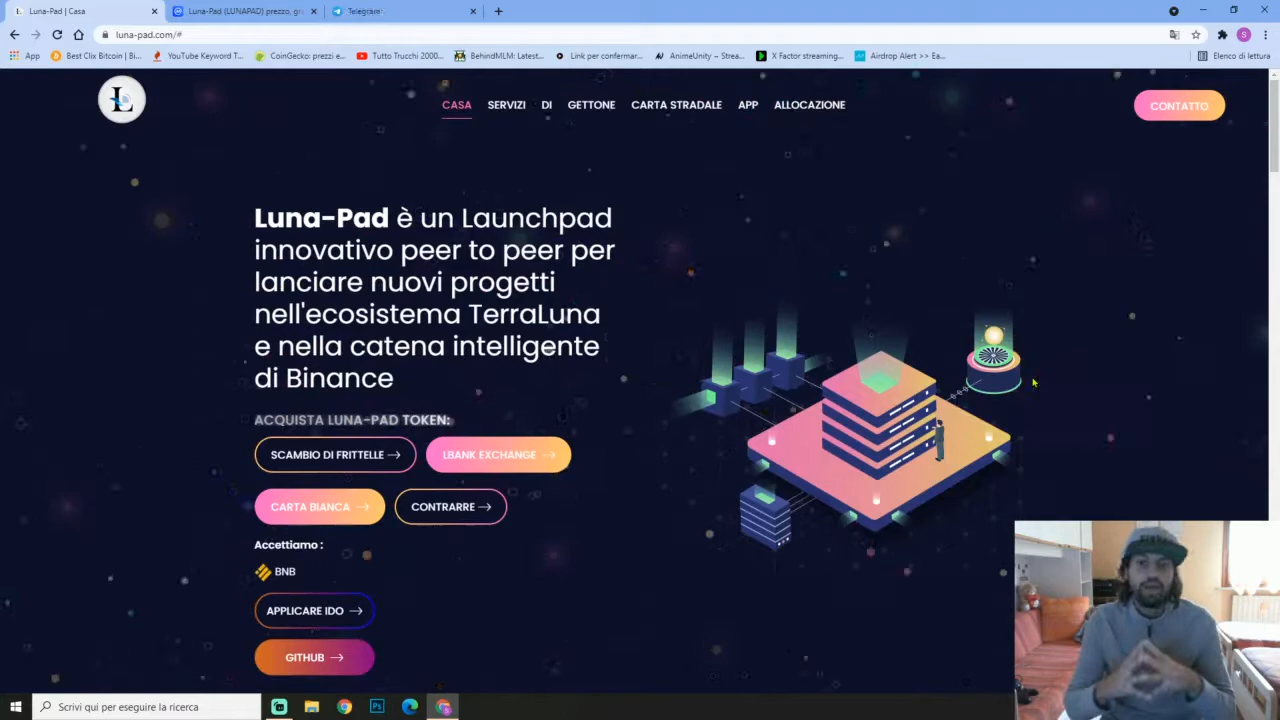 Luna-Pad | Casa
Luna-Pad (LUNAPAD) prezzo, gr
Telegram
luna-pad.com/#
App
Best Clix Bitcoin | Bi...
YouTube Keyword T...
CoinGecko: prezzi e...
Tutto Trucchi 2000...
BehindMLM: Latest...
Link per confermar...
AnimeUnity ~ Strea...
X Factor streaming...
Airdrop Alert >> Ea...
Elenco di lettura
S
L
CASA
SERVIZI
DI
GETTONE
CARTA STRADALE
APP
ALLOCAZIONE
CONTATTO
Luna-Pad è un Launchpad
innovativo peer to peer per
lanciare nuovi progetti
nell'ecosistema TerraLuna
e nella catena intelligente
di Binance
ACQUISTA LUNA-PAD TOKEN:
SCAMBIO DI FRITTELLE
LBANK EXCHANGE
CARTA BIANCA
CONTRARRE
Accettiamo :
BNB
APPLICARE IDO
GITHUB
Scrivi qui per eseguire la ricerca
Ps